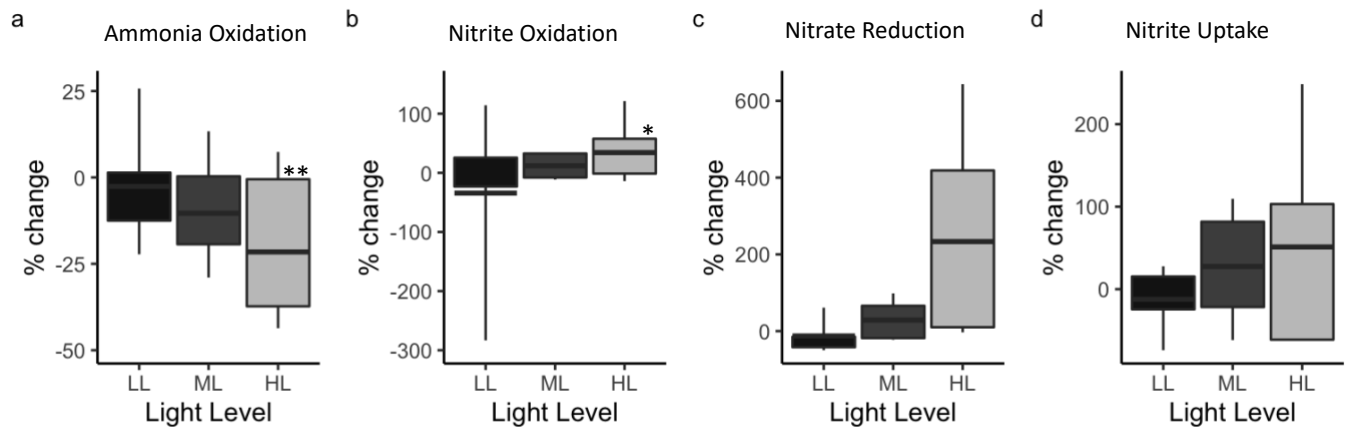 a
Ammonia Oxidation
% change
25
0
-25
-50
**
LL ML HL
Light Level
b
Nitrite Oxidation
% change
100
0
-100
-200
-300
*
LL ML HL
Light Level
c
Nitrate Reduction
% change
600
400
200
0
LL ML HL
Light Level
d
Nitrite Uptake
% change
200
100
0
LL ML HL
Light Level